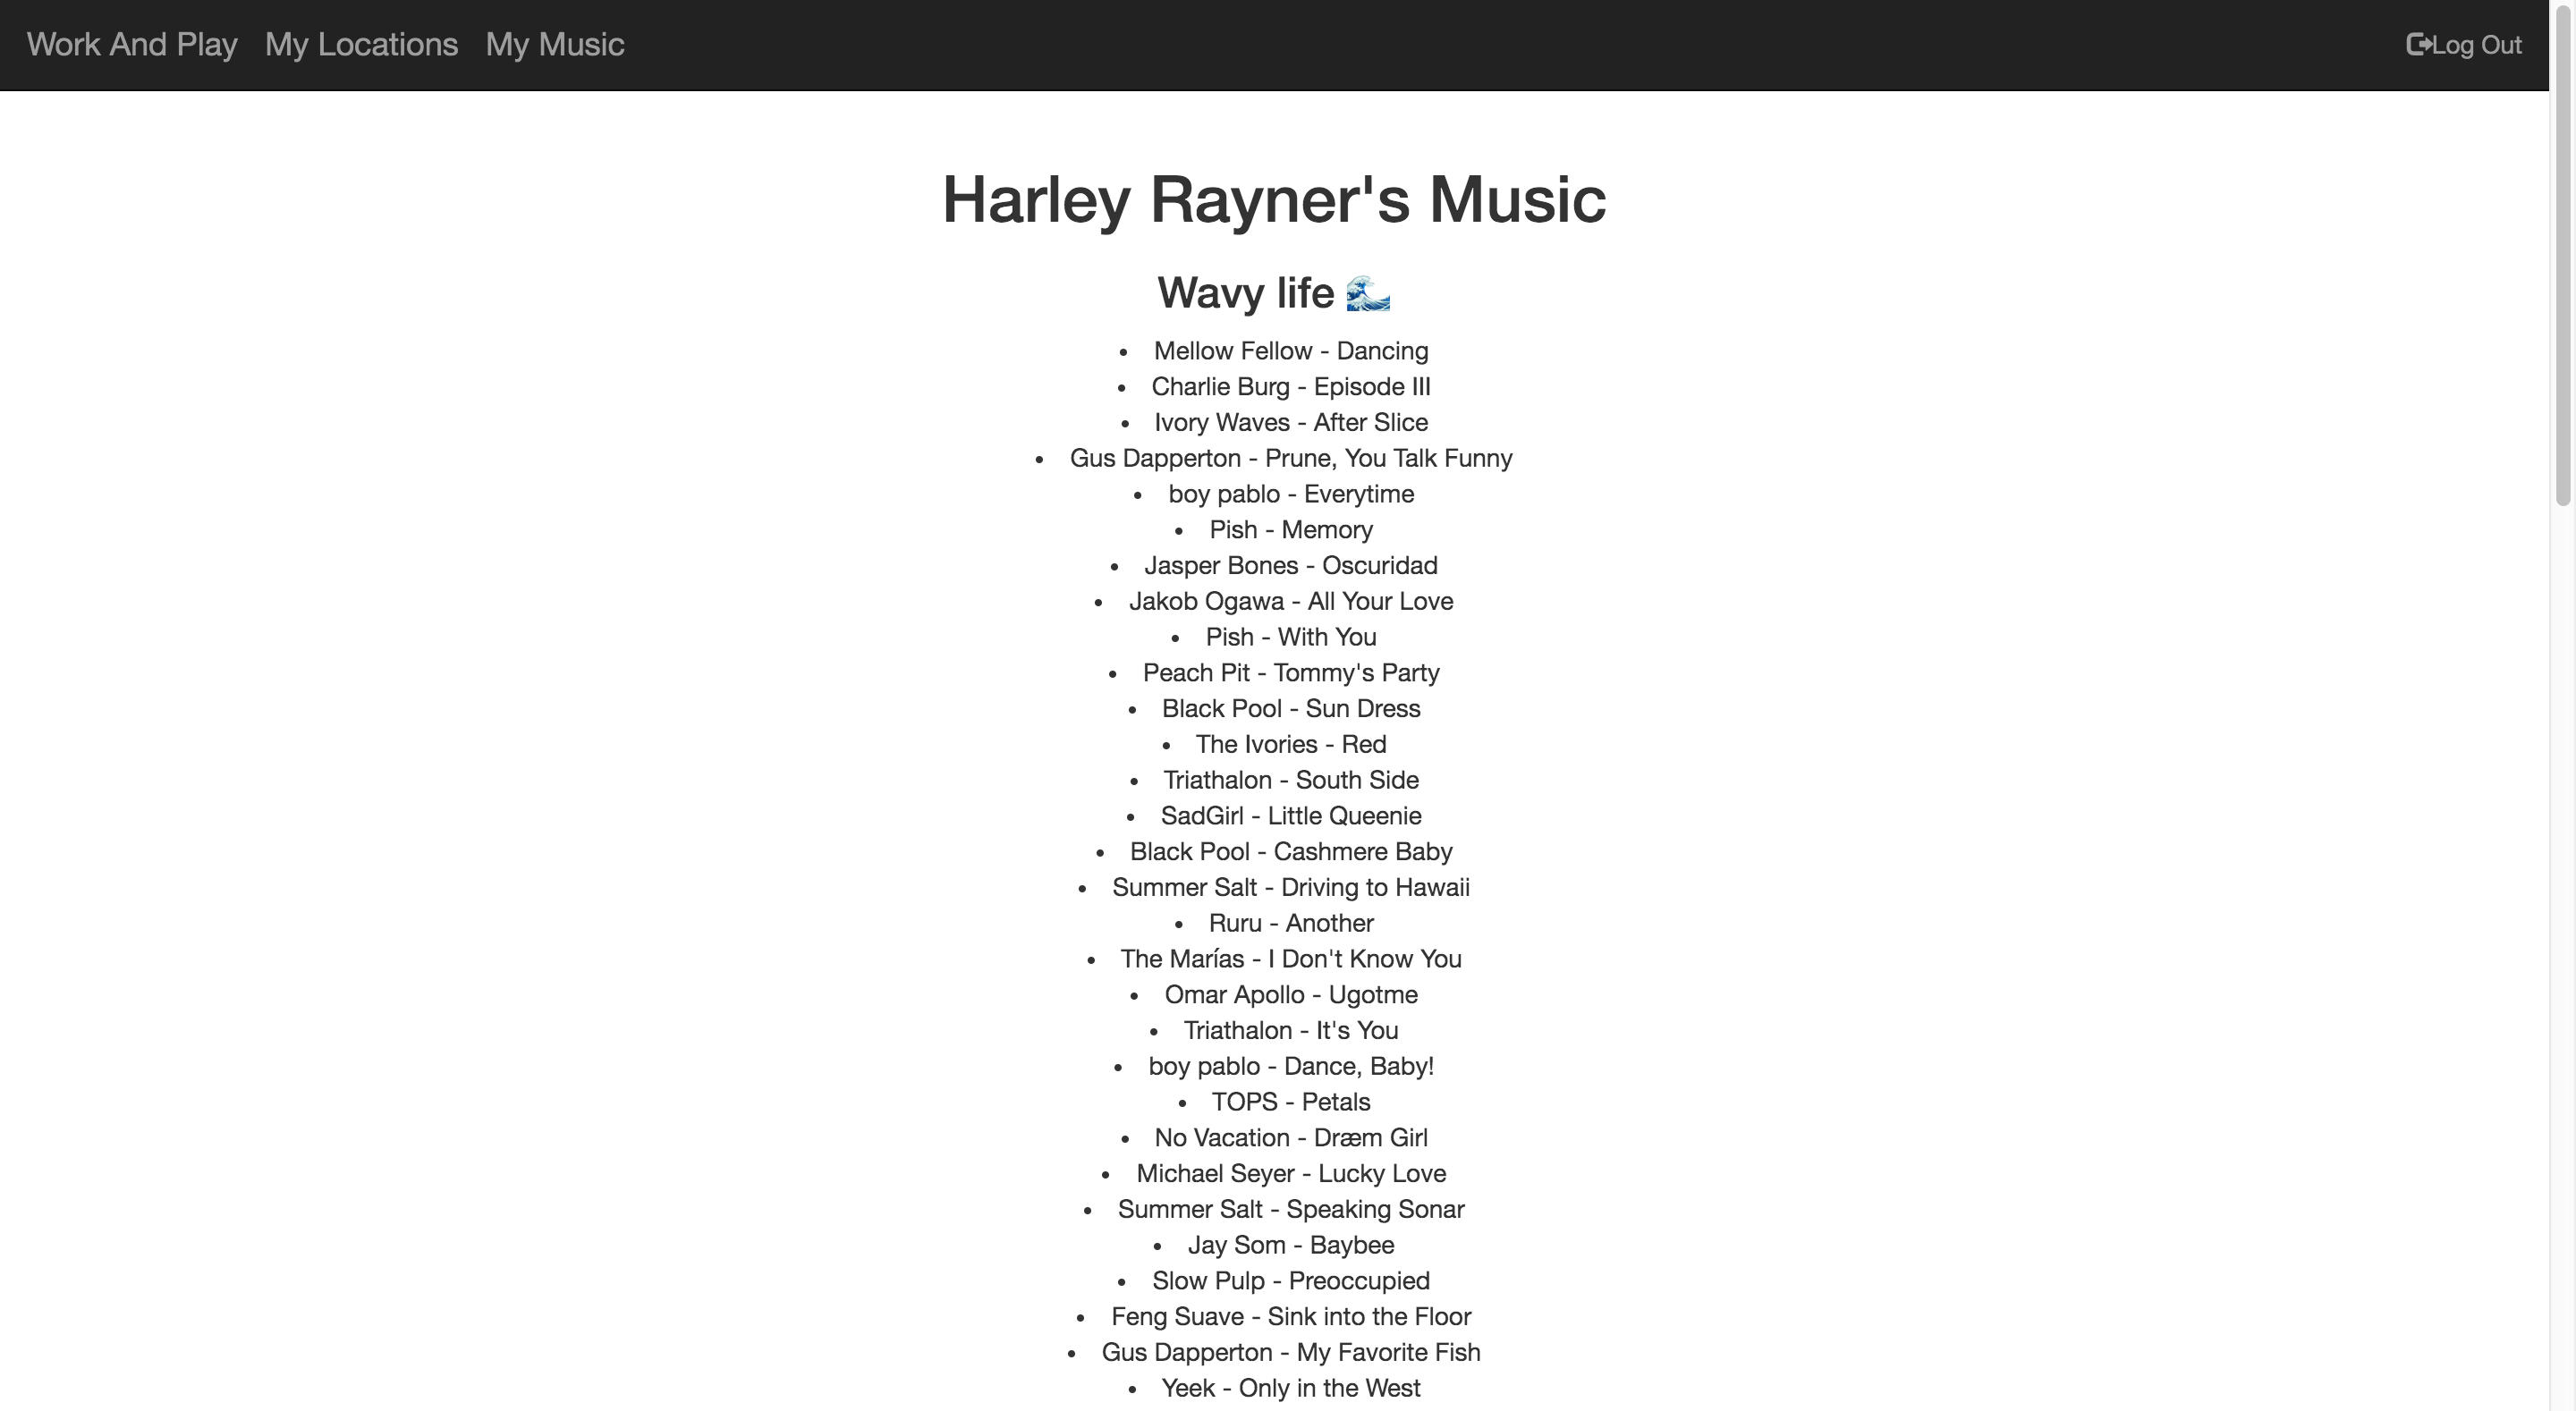 Work And Play My Locations My Music Log Out
Harley Rayner's Music
Wavy life 🌊
• Mellow Fellow - Dancing
• Charlie Burg - Episode III
• Ivory Waves - After Slice
• Gus Dapperton - Prune, You Talk Funny
• boy pablo - Everytime
• Pish - Memory
• Jasper Bones - Oscuridad
• Jakob Ogawa - All Your Love
• Pish - With You
• Peach Pit - Tommy's Party
• Black Pool - Sun Dress
• The Ivories - Red
• Triathalon - South Side
• SadGirl - Little Queenie
• Black Pool - Cashmere Baby
• Summer Salt - Driving to Hawaii
• Ruru - Another
• The Marías - I Don't Know You
• Omar Apollo - Ugotme
• Triathalon - It's You
• boy pablo - Dance, Baby!
• TOPS - Petals
• No Vacation - Dræm Girl
• Michael Seyer - Lucky Love
• Summer Salt - Speaking Sonar
• Jay Som - Baybee
• Slow Pulp - Preoccupied
• Feng Suave - Sink into the Floor
• Gus Dapperton - My Favorite Fish
• Yeek - Only in the West